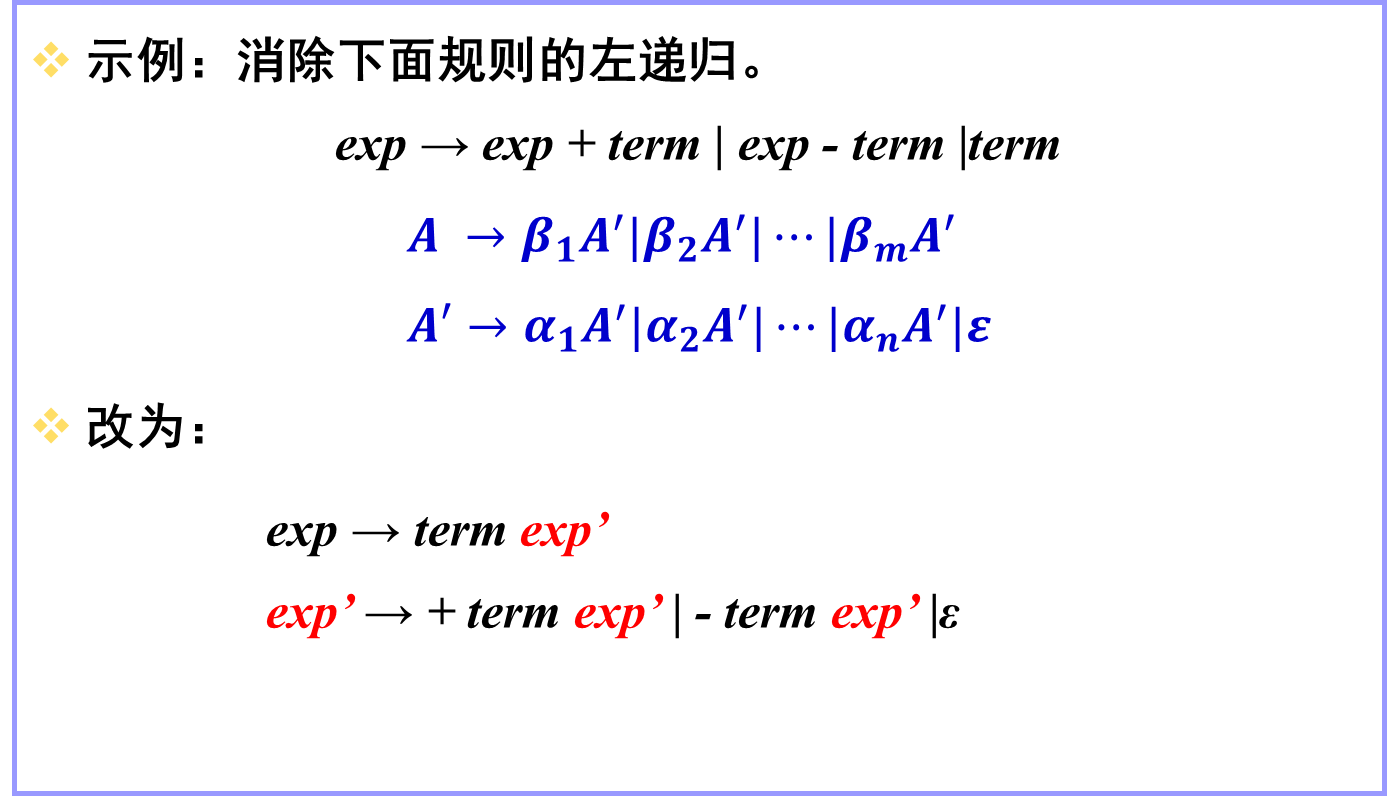 示例：消除下面规则的左递归。
exp → exp + term | exp - term |term
A → β₁A′|β₂A′| ⋯ |βₘA′
A′ → α₁A′|α₂A′| ⋯ |αₙA′|ε
改为：
exp → term exp’
exp’ → + term exp’ | - term exp’ |ε